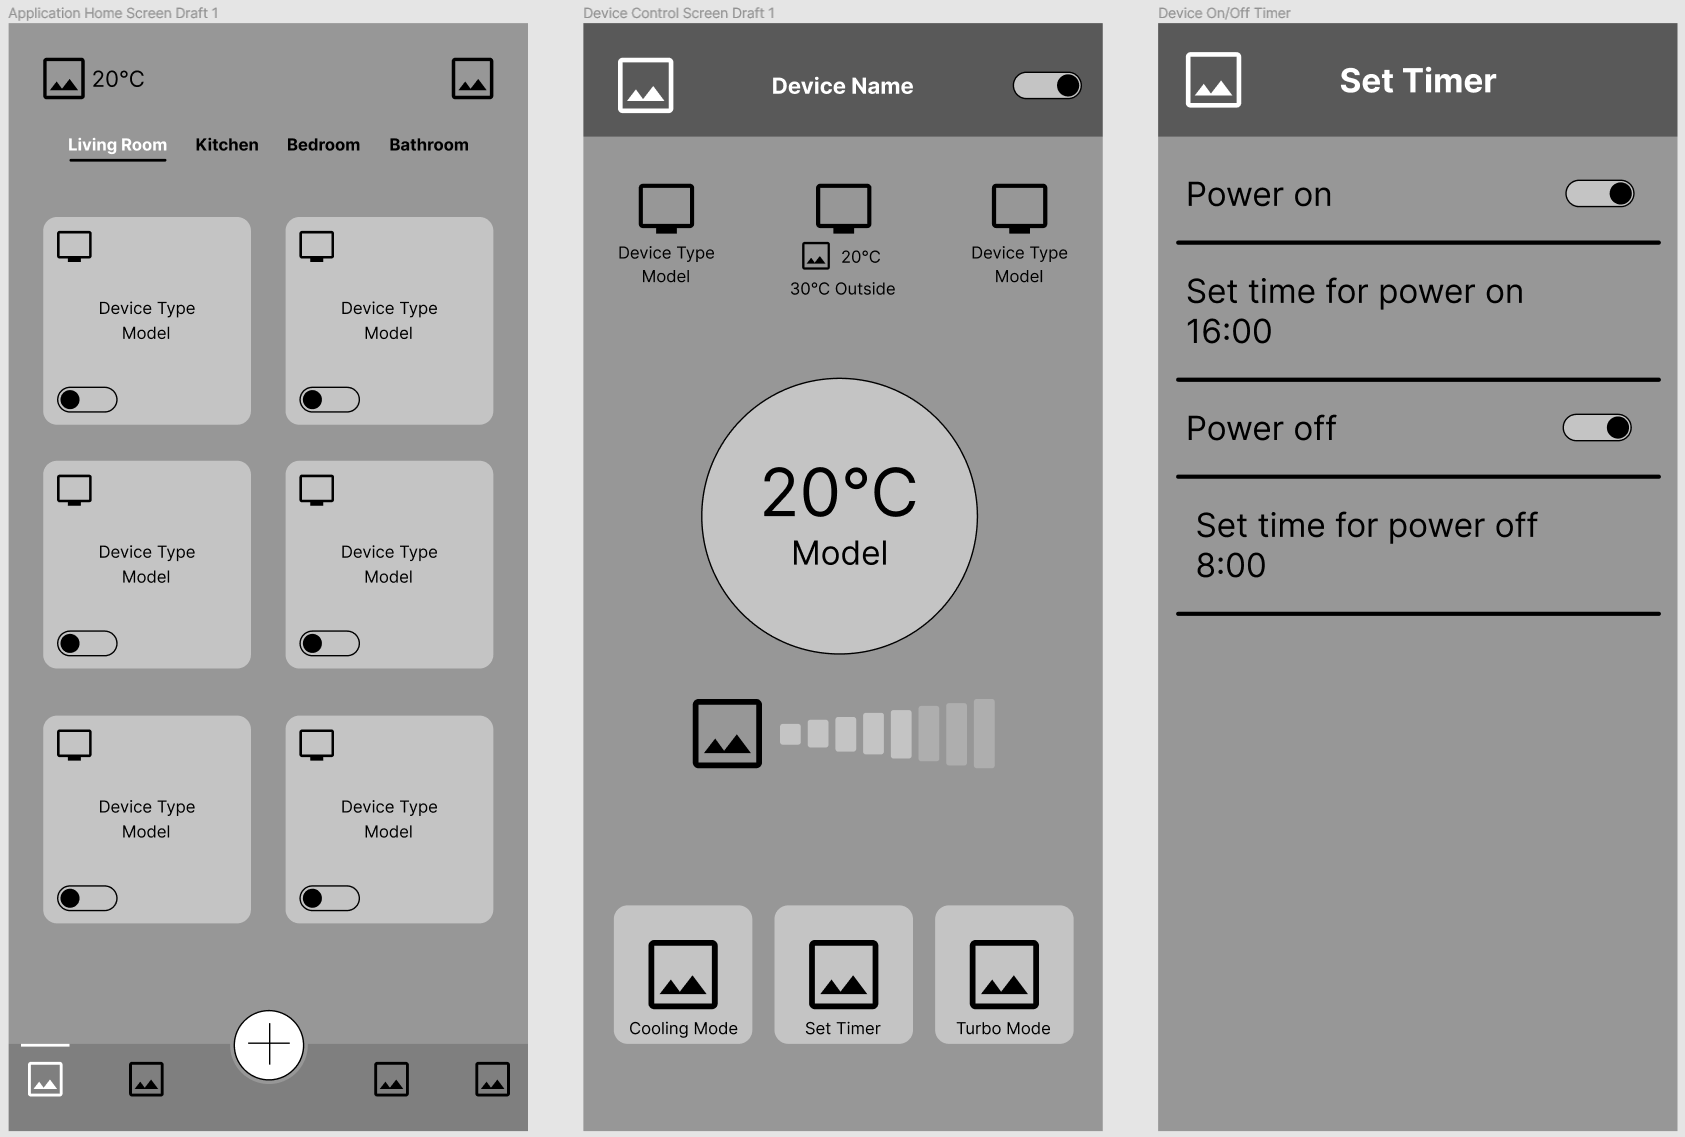 Application Home Screen Draft 1
20°C
Living Room Kitchen Bedroom Bathroom
Device Type
Model
Device Type
Model
Device Type
Model
Device Type
Model
Device Type
Model
Device Type
Model
Device Control Screen Draft 1
Device Name
Device Type
Model
20°C
30°C Outside
Device Type
Model
20°C
Model
Cooling Mode
Set Timer
Turbo Mode
Device On/Off Timer
Set Timer
Power on
Set time for power on
16:00
Power off
Set time for power off
8:00